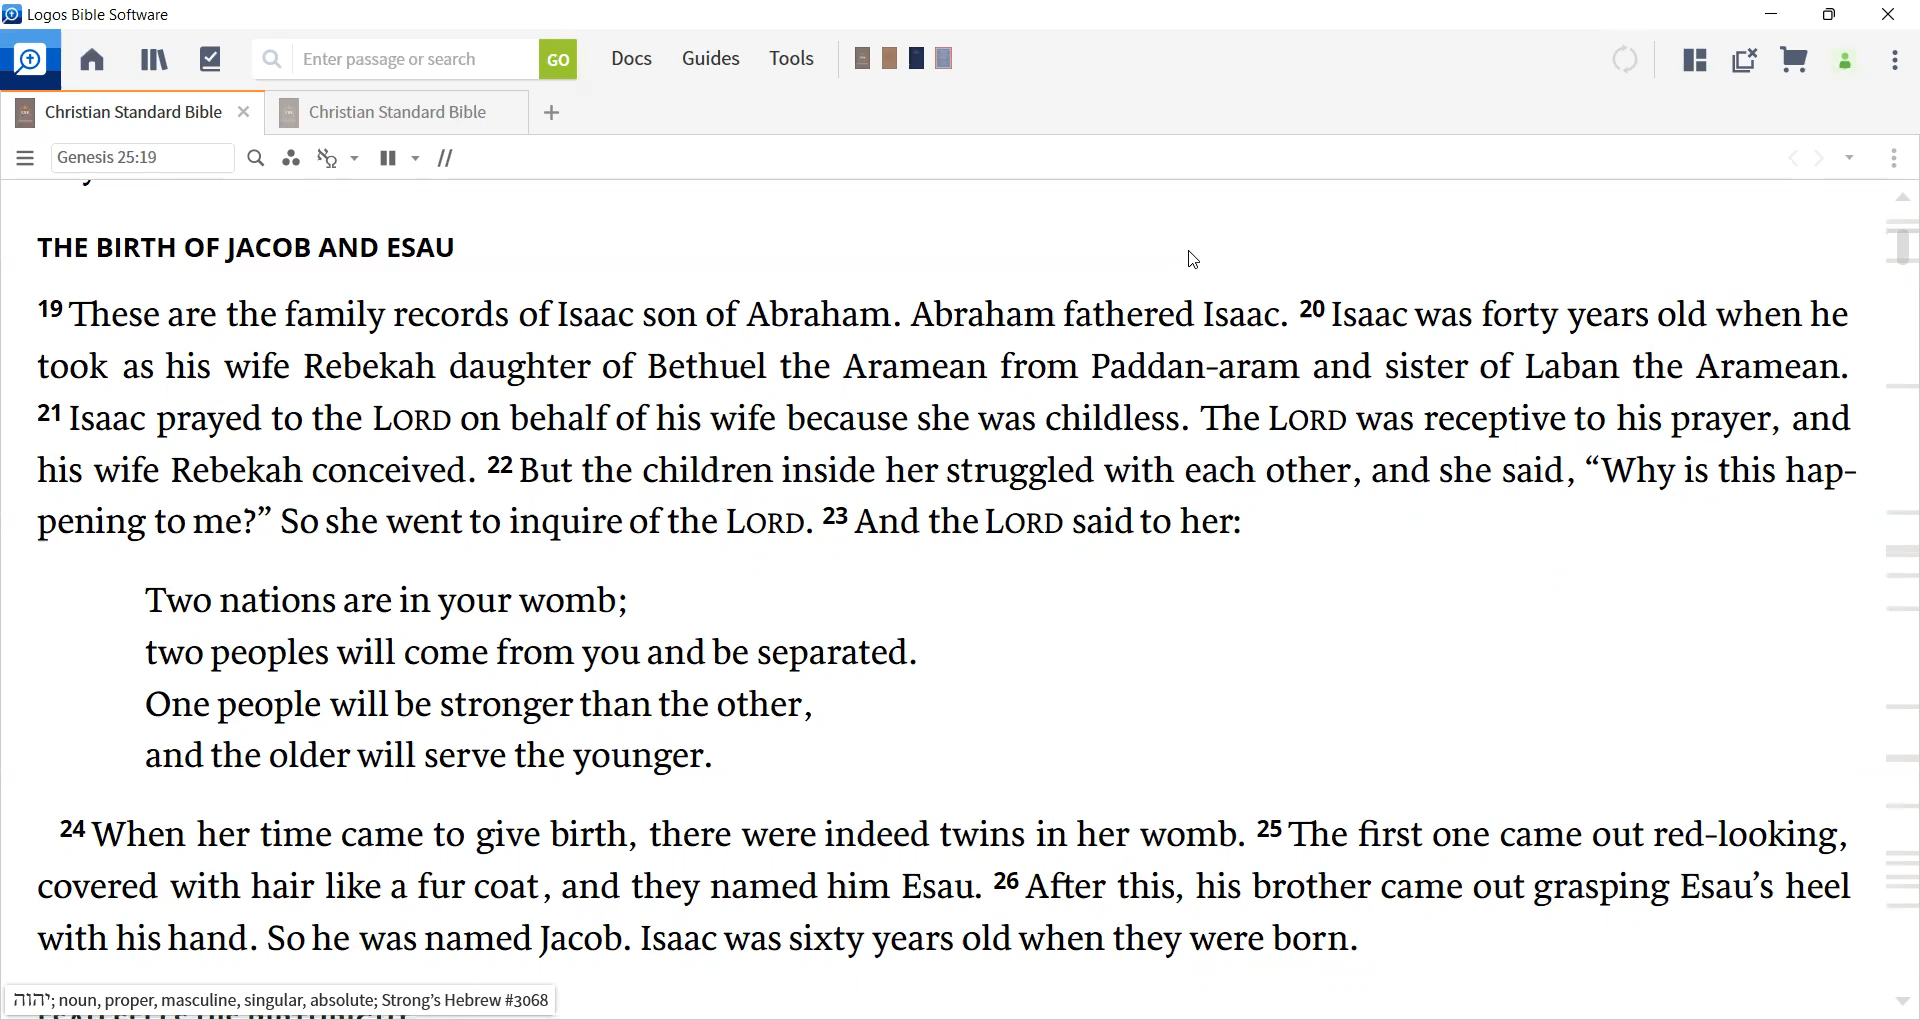 Logos Bible Software
Enter passage or search
GO
Docs Guides Tools
Christian Standard Bible
Christian Standard Bible
Genesis 25:19
THE BIRTH OF JACOB AND ESAU
19 These are the family records of Isaac son of Abraham. Abraham fathered Isaac. 20 Isaac was forty years old when he
took as his wife Rebekah daughter of Bethuel the Aramean from Paddan-aram and sister of Laban the Aramean.
21 Isaac prayed to the LORD on behalf of his wife because she was childless. The LORD was receptive to his prayer, and
his wife Rebekah conceived. 22 But the children inside her struggled with each other, and she said, “Why is this hap-
pening to me?” So she went to inquire of the LORD. 23 And the LORD said to her:
Two nations are in your womb;
two peoples will come from you and be separated.
One people will be stronger than the other,
and the older will serve the younger.
24 When her time came to give birth, there were indeed twins in her womb. 25 The first one came out red-looking,
covered with hair like a fur coat, and they named him Esau. 26 After this, his brother came out grasping Esau’s heel
with his hand. So he was named Jacob. Isaac was sixty years old when they were born.
יהוה; noun, proper, masculine, singular, absolute; Strong’s Hebrew #3068